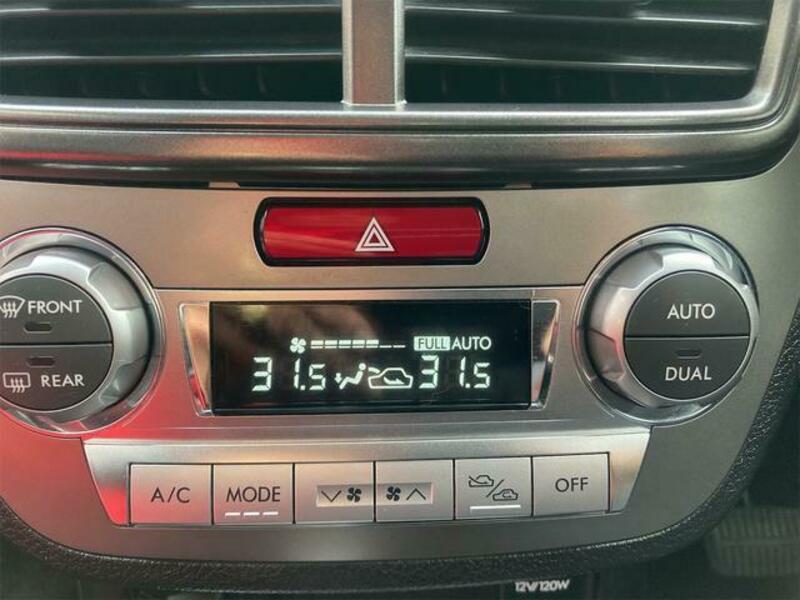 FRONT
REAR
FULL AUTO
31.5 31.5
AUTO
DUAL
A/C
MODE
OFF
12V/120W